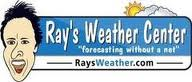 Ray's Weather Center
"forecasting without a net"
RaysWeather.com